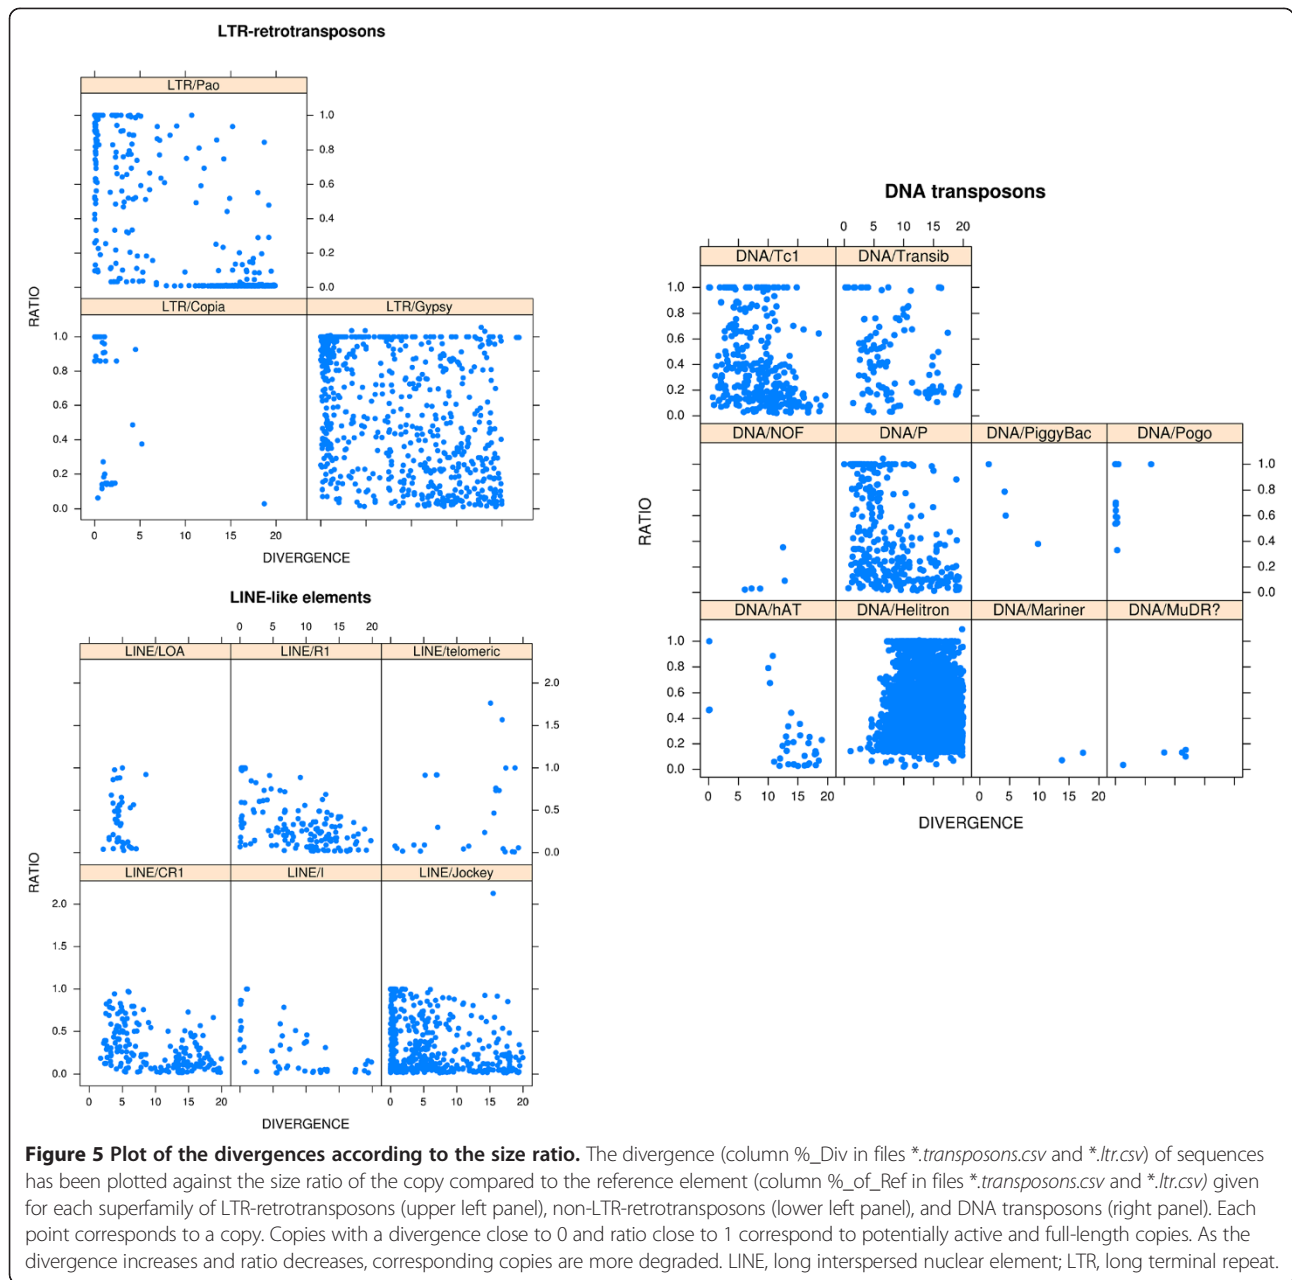 LTR-retrotransposons
LTR/Pao
1.0
0.8
0.6
0.4
0.2
0.0
RATIO
LTR/Copia LTR/Gypsy
1.0
0.8
0.6
0.4
0.2
0.0
0 5 10 15 20
DIVERGENCE
LINE-like elements
0 5 10 15 20
LINE/LOA LINE/R1 LINE/telomeric
2.0
1.5
1.0
0.5
0.0
RATIO
LINE/CR1 LINE/I LINE/Jockey
2.0
1.5
1.0
0.5
0.0
0 5 10 15 20 0 5 10 15 20
DIVERGENCE
DNA transposons
0 5 10 15 20
DNA/Tc1 DNA/Transib
1.0
0.8
0.6
0.4
0.2
0.0
DNA/NOF DNA/P DNA/PiggyBac DNA/Pogo
1.0
0.8
0.6
0.4
0.2
0.0
RATIO
DNA/hAT DNA/Helitron DNA/Mariner DNA/MuDR?
1.0
0.8
0.6
0.4
0.2
0.0
0 5 10 15 20 0 5 10 15 20
DIVERGENCE
Figure 5 Plot of the divergences according to the size ratio. The divergence (column %_Div in files *.transposons.csv and *.ltr.csv) of sequences
has been plotted against the size ratio of the copy compared to the reference element (column %_of_Ref in files *.transposons.csv and *.ltr.csv) given
for each superfamily of LTR-retrotransposons (upper left panel), non-LTR-retrotransposons (lower left panel), and DNA transposons (right panel). Each
point corresponds to a copy. Copies with a divergence close to 0 and ratio close to 1 correspond to potentially active and full-length copies. As the
divergence increases and ratio decreases, corresponding copies are more degraded. LINE, long interspersed nuclear element; LTR, long terminal repeat.